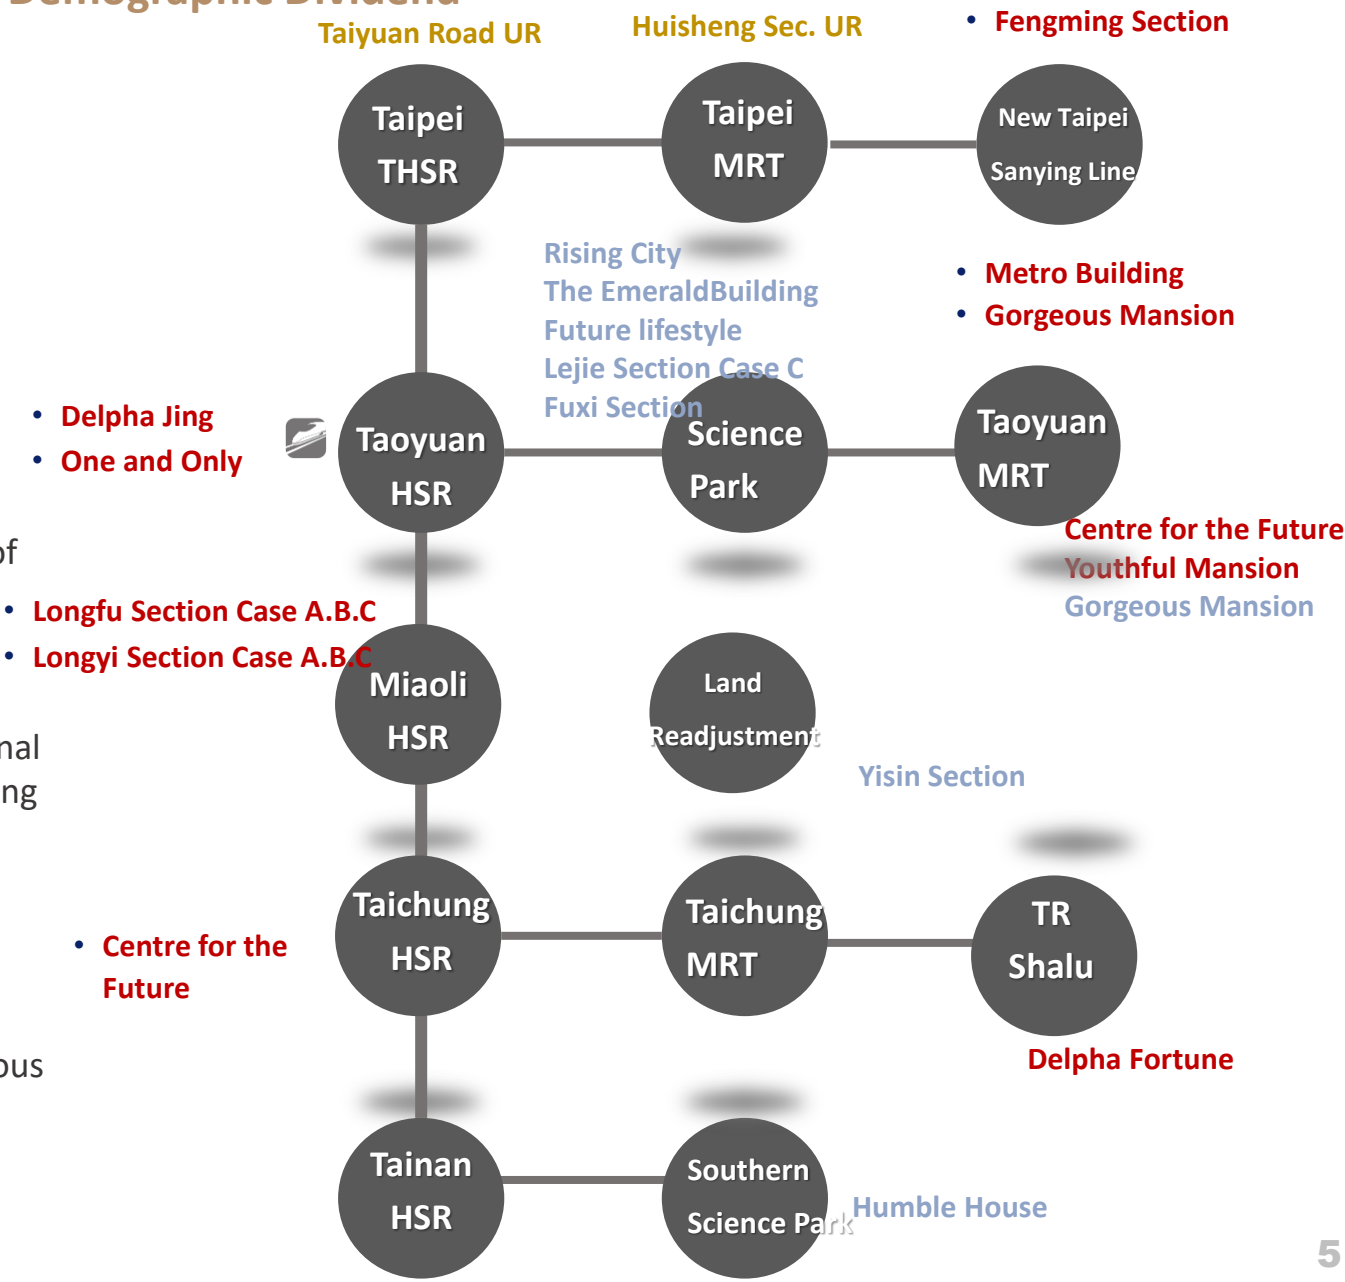 Demographic Dividend
Taiyuan Road UR
Huisheng Sec. UR
• Fengming Section
Taipei
THSR
Taipei
MRT
New Taipei
Sanying Line
Rising City
The EmeraldBuilding
Future lifestyle
Lejie Section Case C
Fuxi Section
• Metro Building
• Gorgeous Mansion
• Delpha Jing
• One and Only
Taoyuan
HSR
Science
Park
Taoyuan
MRT
Centre for the Future
Youthful Mansion
Gorgeous Mansion
of
• Longfu Section Case A.B.C
• Longyi Section Case A.B.C
Miaoli
HSR
Land
Readjustment
nal
ng
Yisin Section
• Centre for the
Future
Taichung
HSR
Taichung
MRT
TR
Shalu
Delpha Fortune
ous
Tainan
HSR
Southern
Science Park
Humble House
5